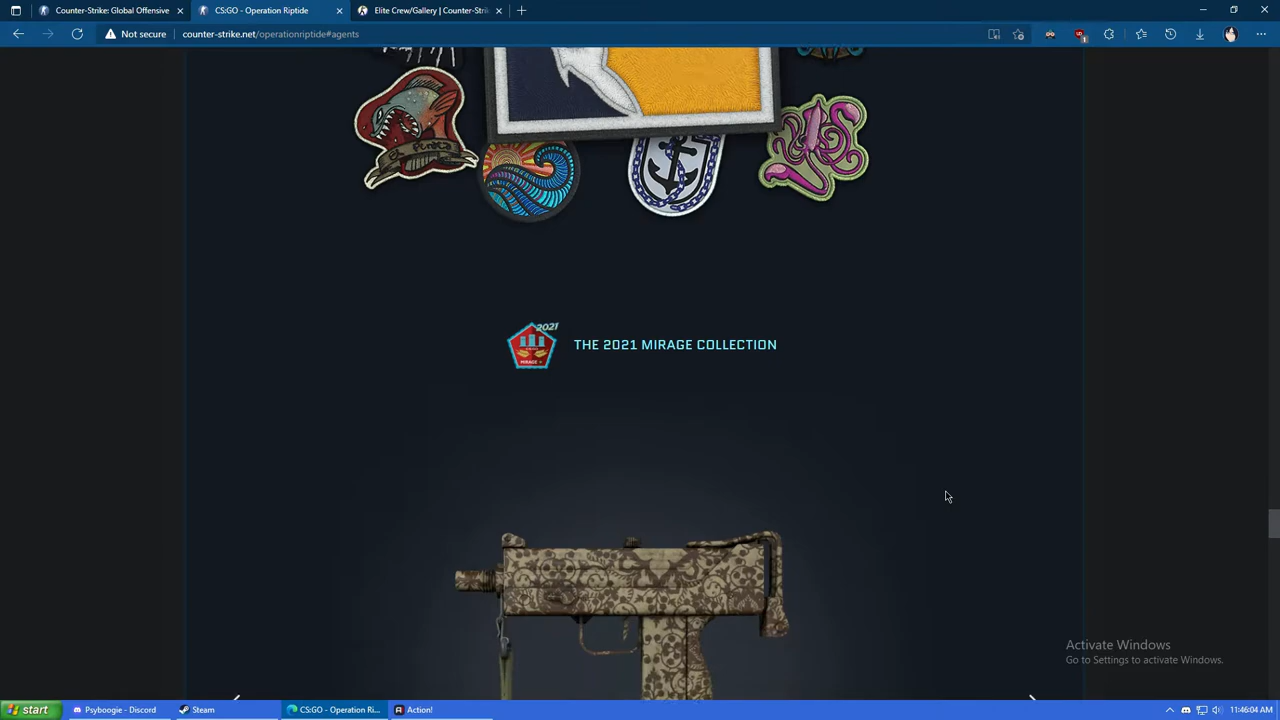 Counter-Strike: Global Offensive
CS:GO - Operation Riptide
Elite Crew/Gallery | Counter-Stri
Not secure
counter-strike.net/operationriptide#agents
2021
MIRAGE
THE 2021 MIRAGE COLLECTION
Activate Windows
Go to Settings to activate Windows.
start
Psyboogie - Discord
Steam
CS:GO - Operation Ri...
Action!
11:46:04 AM